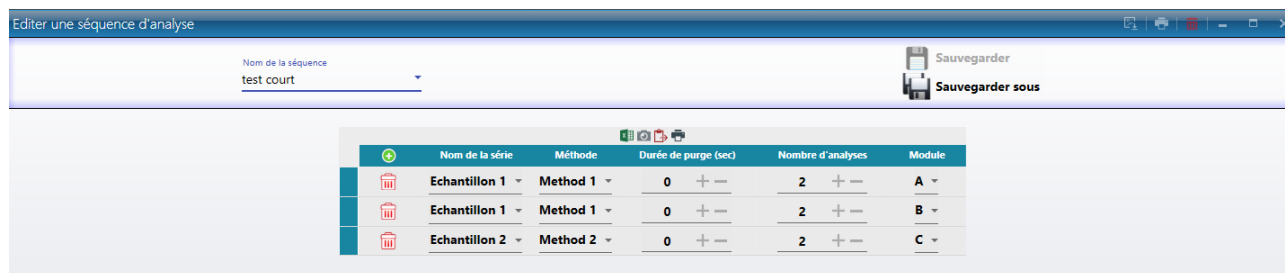 Editer une séquence d'analyse
Nom de la séquence
test court
Sauvegarder
Sauvegarder sous
Nom de la série Méthode Durée de purge (sec) Nombre d'analyses Module
Echantillon 1 Method 1 0 2 A
Echantillon 1 Method 1 0 2 B
Echantillon 2 Method 2 0 2 C